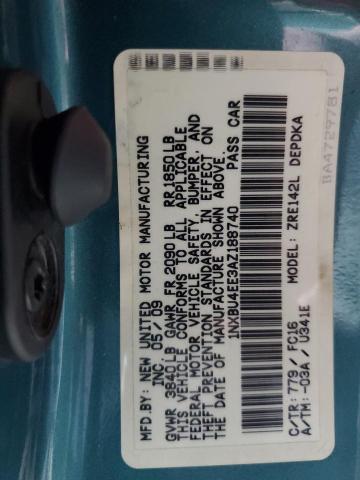 MFD.BY: NEW UNITED MOTOR MANUFACTURING
INC 05/09
GVWR 3840LB GAWR FR 2090 LB RR 1850LB
THIS VEHICLE CONFORMS TO ALL APPLICABLE
FEDERAL MOTOR VEHICLE SAFETY, BUMPER, AND
THEFT PREVENTION STANDARDS IN EFFECT ON
THE DATE OF MANUFACTURE SHOWN ABOVE.
1NXBU4EE3AZ188740 PASS CAR
C/TR: 779/ FC16 MODEL: ZRE142L DEPDKA
A/TM: -03A / U341E
BA4729781